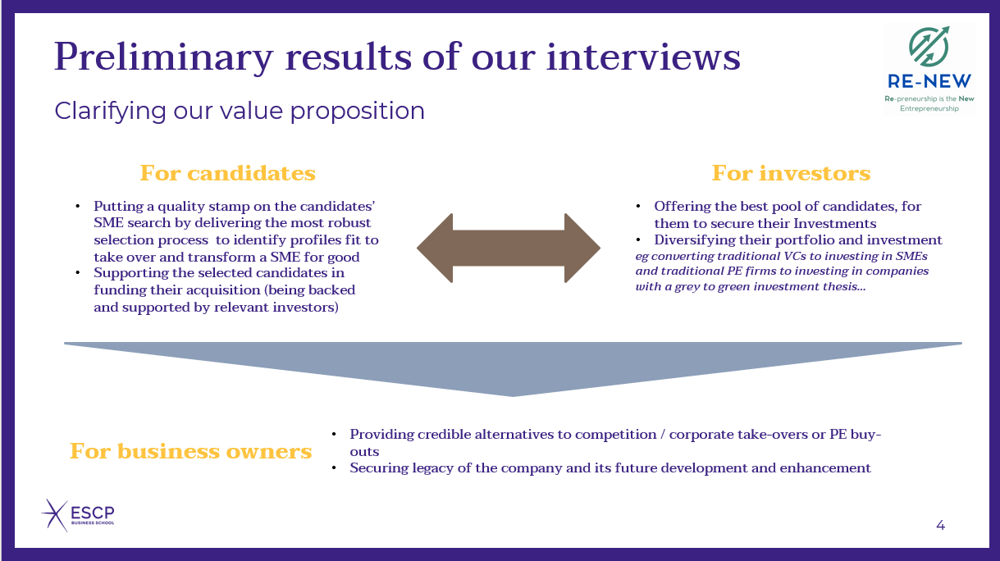 Preliminary results of our interviews
RE-NEW
Re-preneurship is the New
Entrepreneurship
Clarifying our value proposition
For candidates
• Putting a quality stamp on the candidates’
SME search by delivering the most robust
selection process to identify profiles fit to
take over and transform a SME for good
• Supporting the selected candidates in
funding their acquisition (being backed
and supported by relevant investors)
For investors
• Offering the best pool of candidates, for
them to secure their Investments
• Diversifying their portfolio and investment
eg converting traditional VCs to investing in SMEs
and traditional PE firms to investing in companies
with a grey to green investment thesis…
For business owners
• Providing credible alternatives to competition / corporate take-overs or PE buy-
outs
• Securing legacy of the company and its future development and enhancement
ESCP
BUSINESS SCHOOL
4